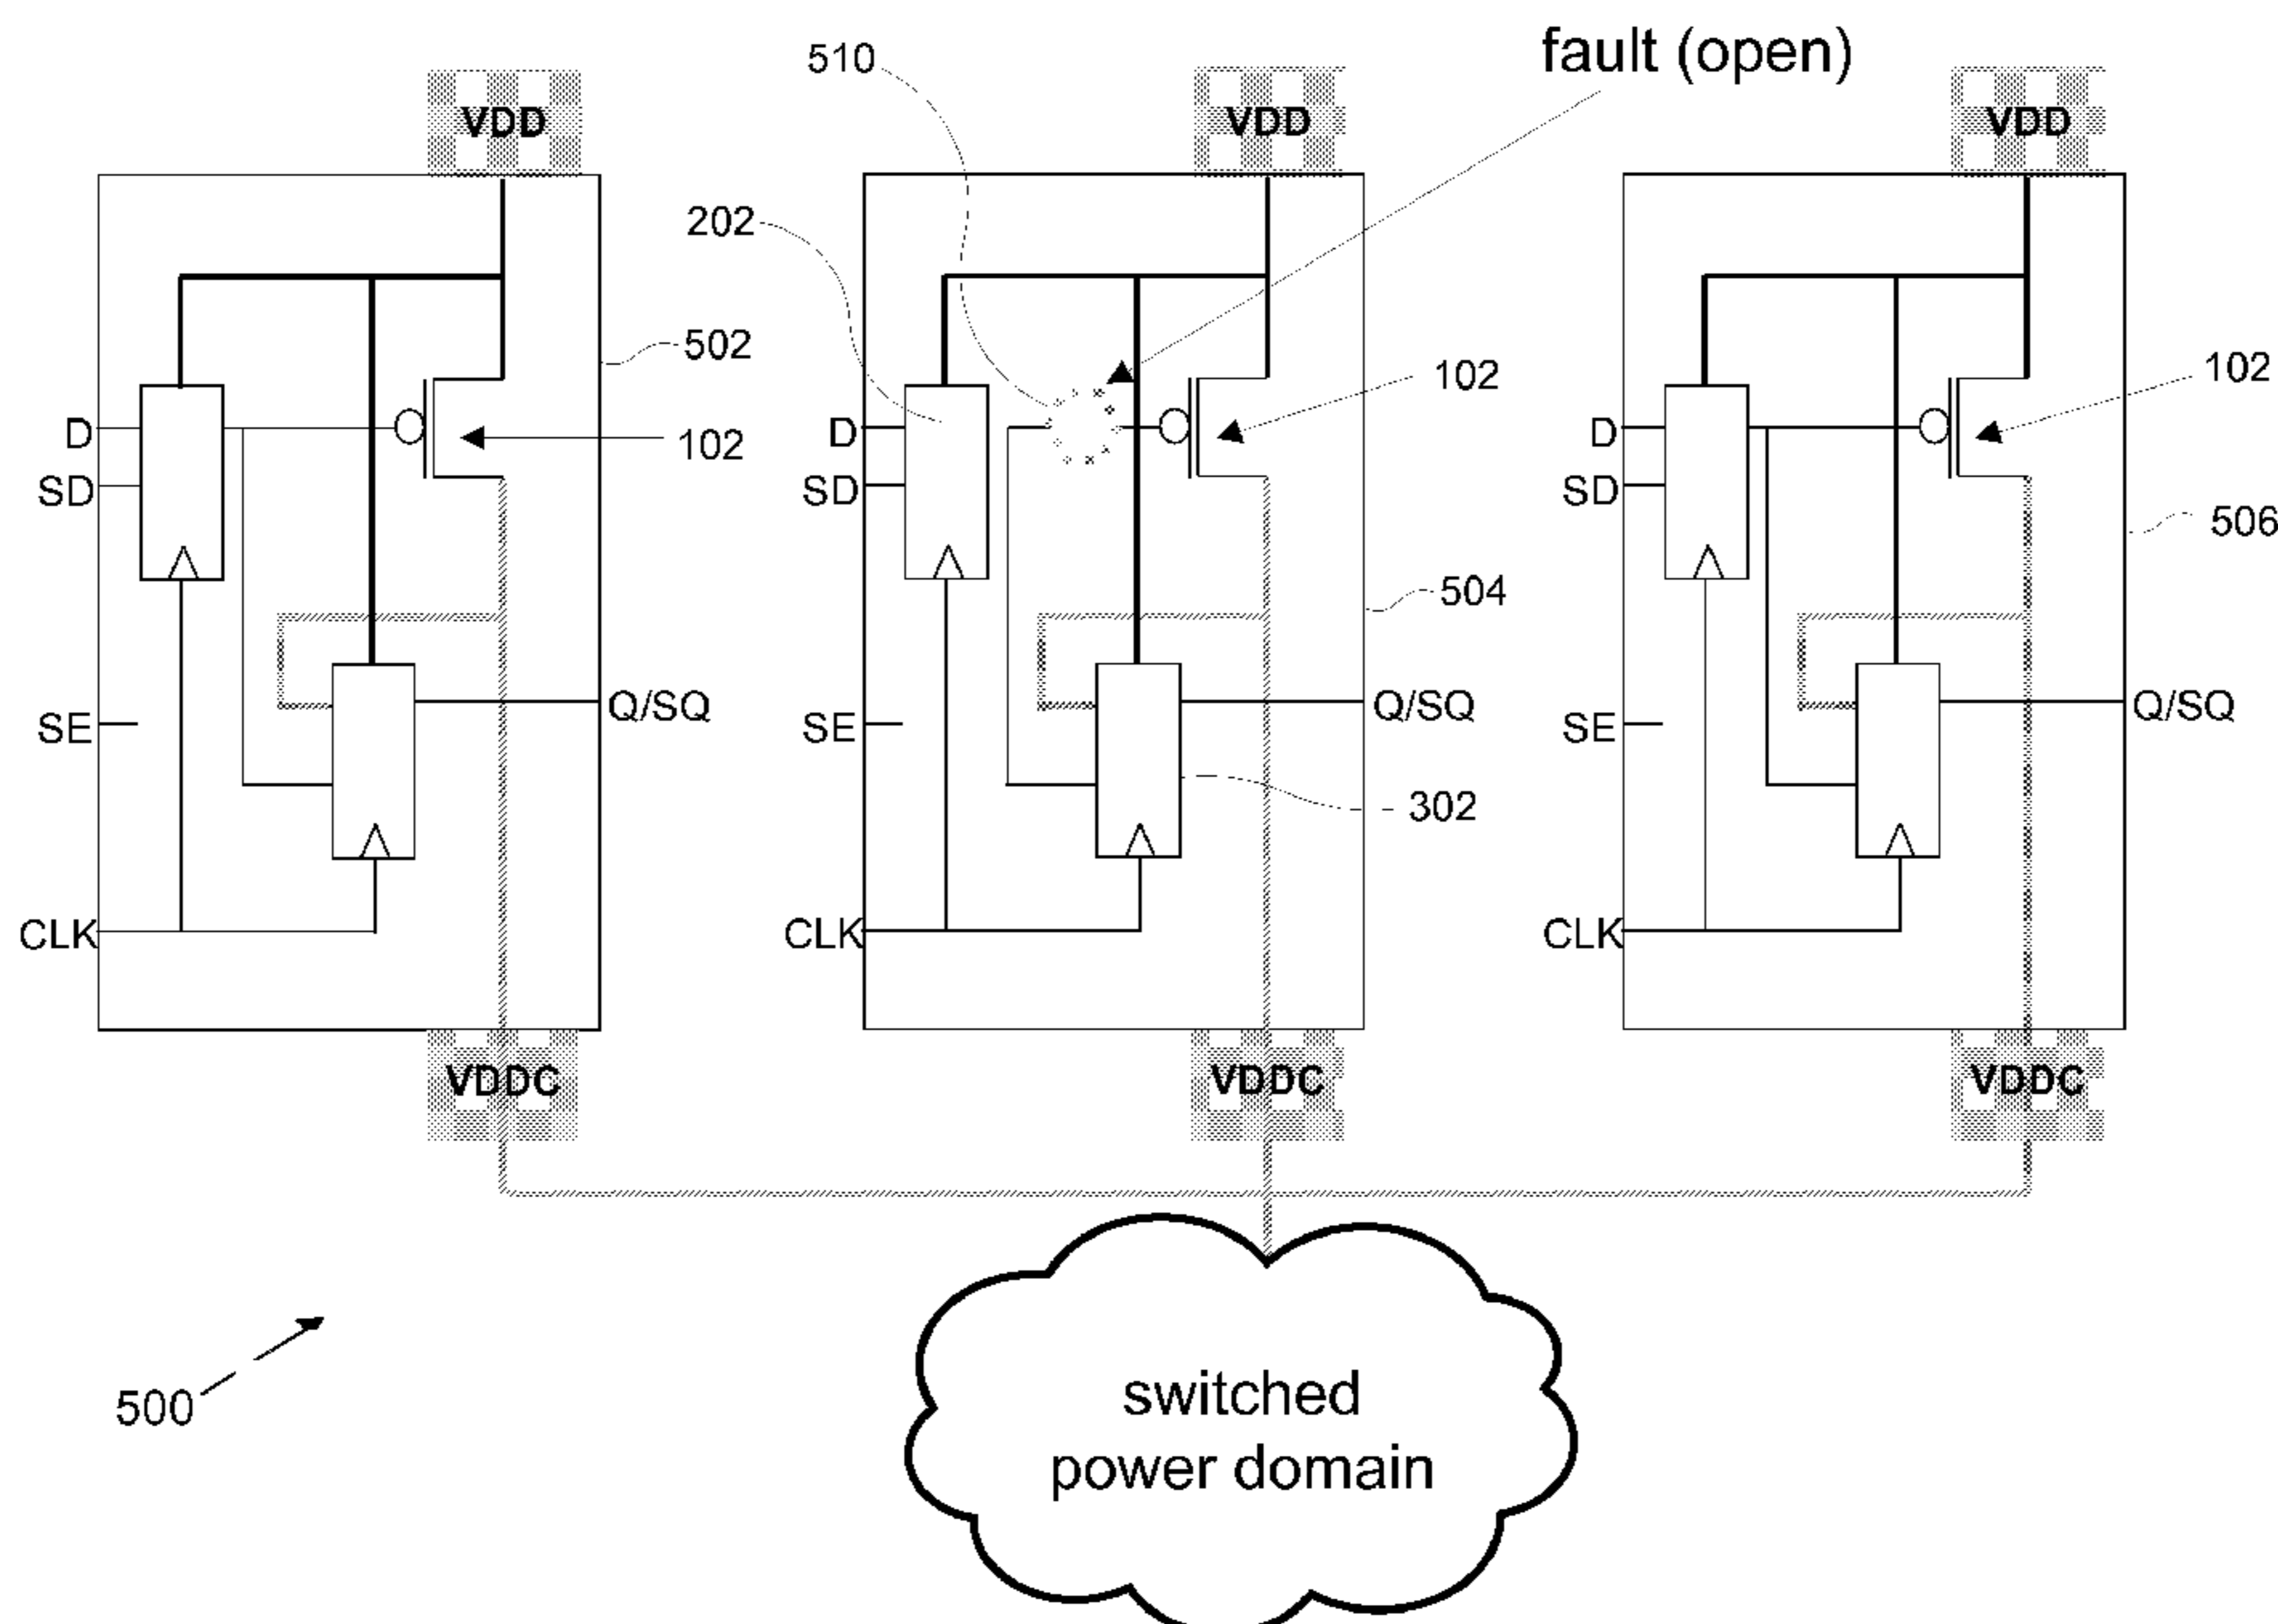 fault (open)
510
VDD
VDD
VDD
202
502
102
102
102
D
SD
D
SD
D
SD
506
504
SE
Q/SQ
SE
Q/SQ
SE
Q/SQ
302
CLK
CLK
CLK
VDDC
VDDC
VDDC
500
switched
power domain